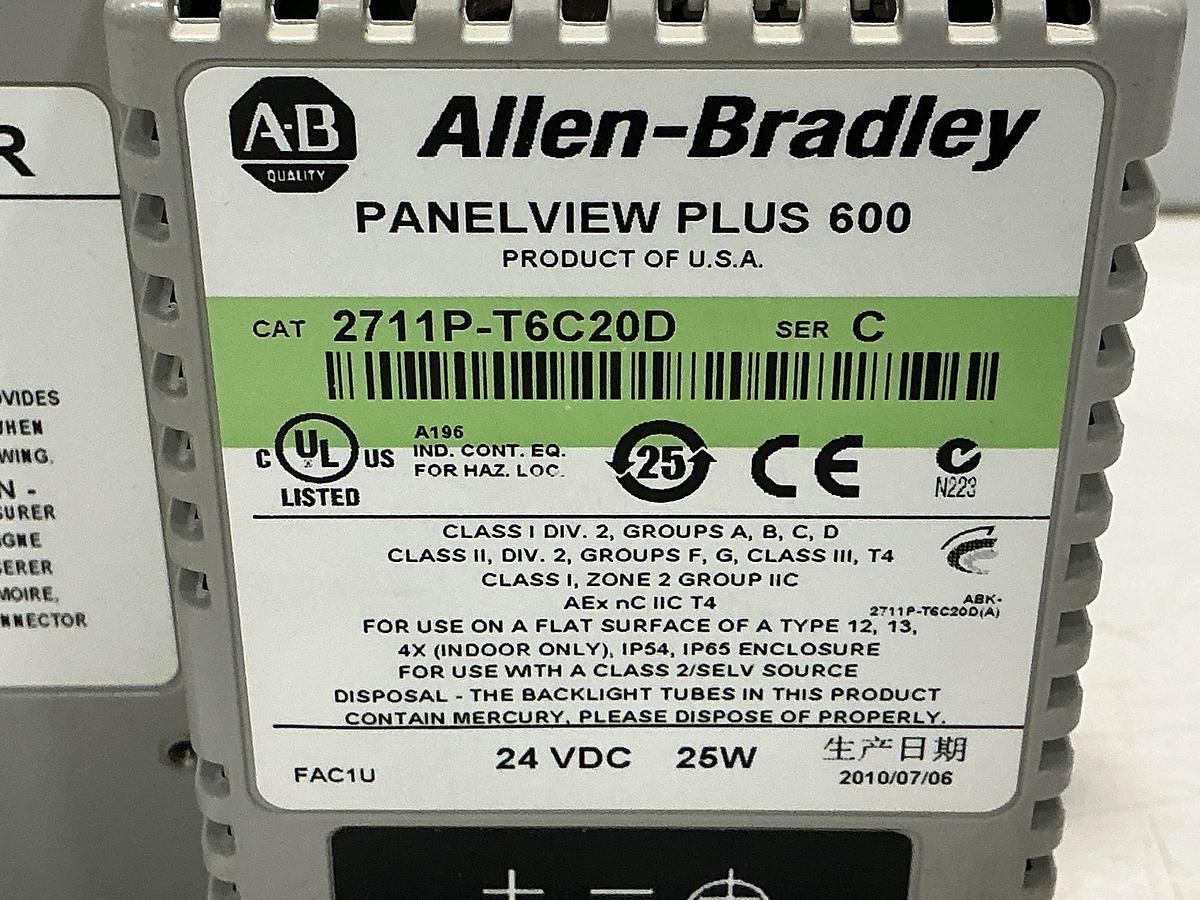 A-B
QUALITY
Allen-Bradley
PANELVIEW PLUS 600
PRODUCT OF U.S.A.
CAT 2711P-T6C20D SER C
C UL US
LISTED
A196
IND. CONT. EQ.
FOR HAZ. LOC.
25
CE
N223
CLASS I DIV. 2, GROUPS A, B, C, D
CLASS II, DIV. 2, GROUPS F, G, CLASS III, T4
CLASS I, ZONE 2 GROUP IIC
AEx nC IIC T4
ABK-
2711P-T6C20D(A)
FOR USE ON A FLAT SURFACE OF A TYPE 12, 13,
4X (INDOOR ONLY), IP54, IP65 ENCLOSURE
FOR USE WITH A CLASS 2/SELV SOURCE
DISPOSAL - THE BACKLIGHT TUBES IN THIS PRODUCT
CONTAIN MERCURY, PLEASE DISPOSE OF PROPERLY.
FAC1U
24 VDC 25W
生产日期
2010/07/06
R
WING.
N -